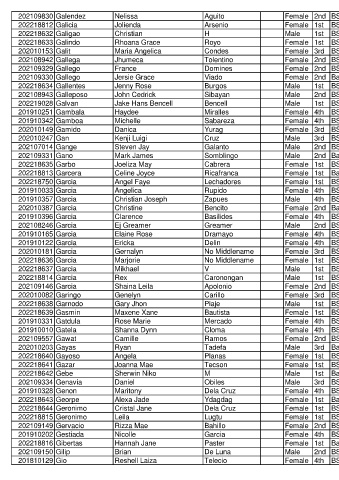 202109830 Galendez Nelissa Aguilo Female 2nd BS
202218812 Galicia Jolienda Arsenio Female 1st BS
202218632 Galigao Christian H Male 1st BS
202218633 Galindo Rhoana Grace Royo Female 1st BS
202010153 Galit Maria Angelica Condes Female 3rd BS
202108942 Gallega Jhumeca Tolentino Female 2nd BS
202109329 Gallego France Domines Female 2nd BS
202109330 Gallego Jorsie Grace Viado Female 2nd Ba
202218634 Gallentes Jenny Rose Burgos Male 1st BS
202108943 Galleposo John Cedrick Sibayan Male 2nd BS
202219028 Galvan Jake Hans Bencell Bencell Male 1st BS
201910251 Gambala Haydee Miralles Female 4th BS
201910342 Gamboa Michelle Sabareza Female 4th BS
202010149 Gamido Danica Yurag Female 3rd BS
202010247 Gan Kenji Luigi Cruz Male 3rd BS
202107014 Gange Steven Jay Galanto Male 2nd BS
202109331 Gano Mark James Somblingo Male 2nd Ba
202218635 Garbo Joeliza May Cabrera Female 1st BS
202218813 Garcera Celine Joyce Ricafranca Female 1st Ba
202218750 Garcia Angel Faye Lechadores Female 1st BS
201910033 Garcia Angelica Rupido Female 4th BS
201910357 Garcia Christian Joseph Zapues Male 4th BS
202010387 Garcia Christine Bencito Female 2nd Ba
201910396 Garcia Clarence Basilides Female 4th BS
202108246 Garcia Ej Greamer Greamer Male 2nd BS
201910165 Garcia Elaine Rose Dramayo Female 4th BS
201910122 Garcia Ericka Delin Female 4th BS
202010181 Garcia Gernalyn No Middlename Female 3rd BS
202218636 Garcia Marjorie No Middlename Female 1st BS
202218637 Garcia Mikhael V Male 1st BS
202218814 Garcia Rex Caronongan Male 1st BS
202109146 Garcia Shaina Leila Apolonio Female 2nd BS
202010082 Garingo Genelyn Carillo Female 3rd BS
202218638 Garnodo Gary Jhon Plaje Male 1st BS
202218639 Gasmin Maxene Xane Bautista Female 1st BS
201910331 Gatdula Rose Marie Mercado Female 4th BS
201910010 Gatela Shanna Dynn Cloma Female 4th BS
202109557 Gawat Camille Ramos Female 2nd BS
202010203 Gayas Ryan Tadefa Male 3rd Ba
202218640 Gayoso Angela Planas Female 1st BS
202218641 Gazar Joanna Mae Tecson Female 1st BS
202218642 Gebe Sherwin Niko M Male 1st Ba
202109334 Genavia Daniel Obiles Male 3rd BS
201910328 Genon Maritony Dela Cruz Female 4th BS
202218643 George Alexa Jade Ydagdag Female 1st Ba
202218644 Geronimo Cristal Jane Dela Cruz Female 1st BS
202218815 Geronimo Leila Lugtu Female 1st BS
202109149 Gervacio Rizza Mae Bahillo Female 2nd BS
201910202 Gestiada Nicolle Garcia Female 4th BS
202218816 Gibertas Hannah Jane Paster Female 1st Ba
202109150 Gilip Brian De Luna Male 2nd BS
201810129 Gio Reshell Laiza Telecio Female 4th BS